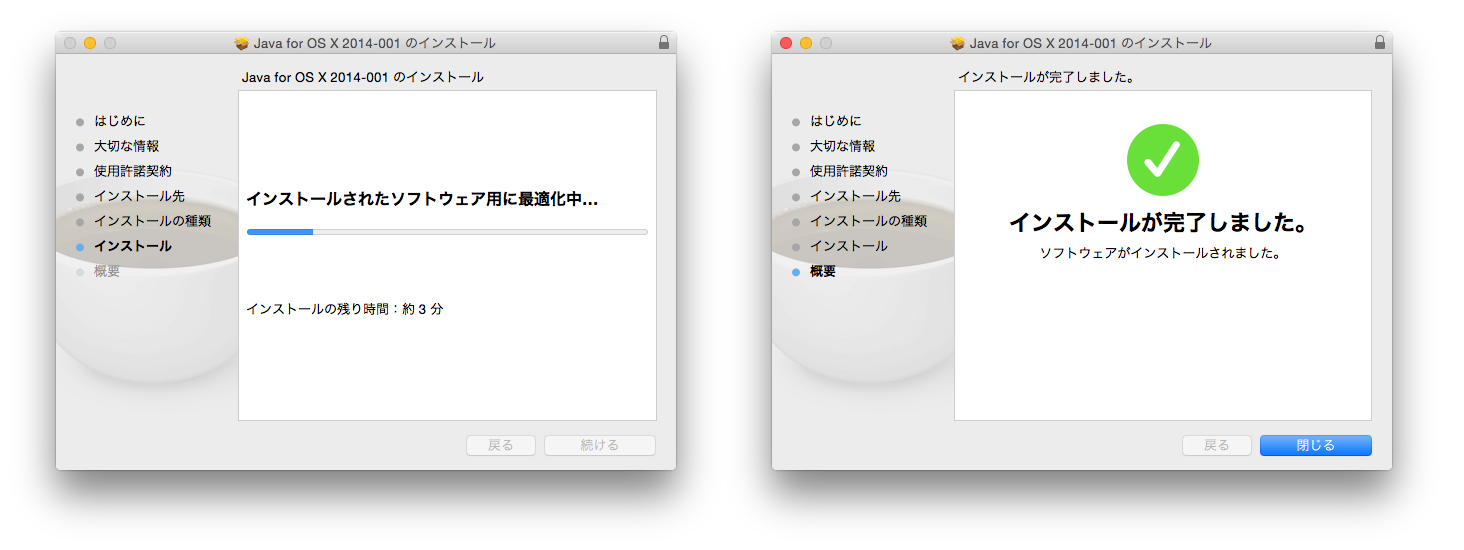 Java for OS X 2014-001 のインストール
Java for OS X 2014-001 のインストール
はじめに
大切な情報
使用許諾契約
インストール先
インストールの種類
インストール
概要
インストールされたソフトウェア用に最適化中...
インストールの残り時間：約 3 分
戻る
続ける
Java for OS X 2014-001 のインストール
インストールが完了しました。
はじめに
大切な情報
使用許諾契約
インストール先
インストールの種類
インストール
概要
インストールが完了しました。
ソフトウェアがインストールされました。
戻る
閉じる